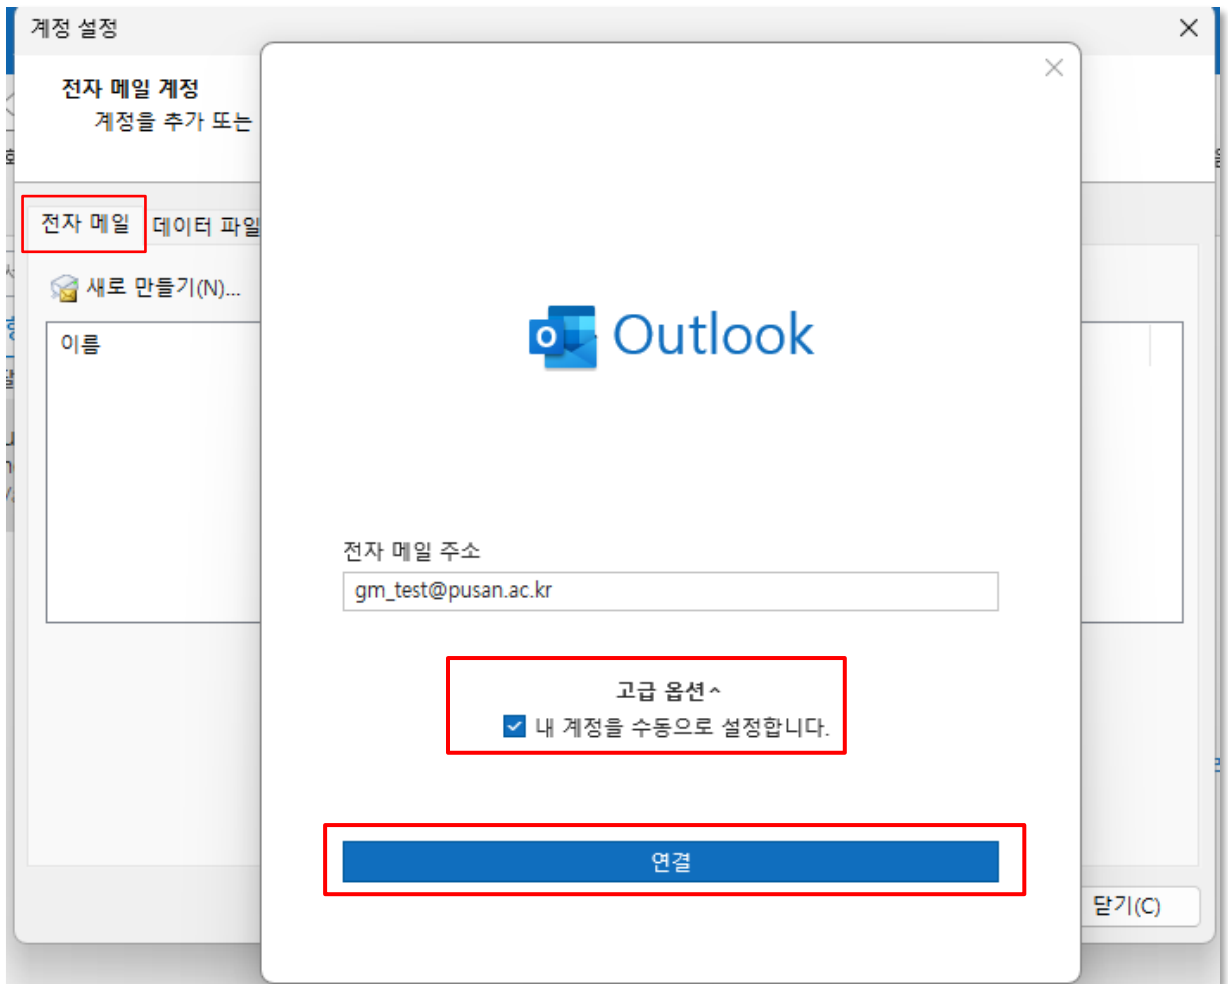 계정 설정
전자 메일 계정
계정을 추가 또는
전자 메일
데이터 파일
새로 만들기(N)...
이름
Outlook
전자 메일 주소
gm_test@pusan.ac.kr
고급 옵션^
내 계정을 수동으로 설정합니다.
연결
닫기(C)